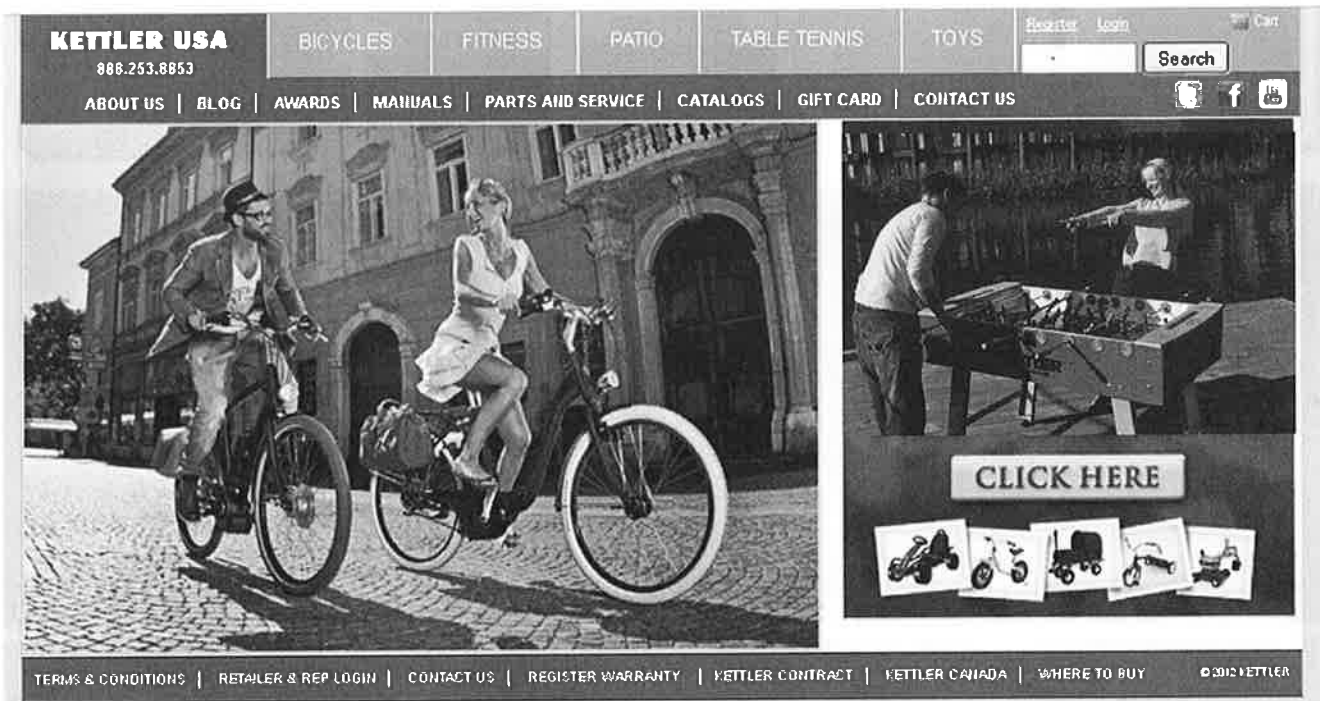 KETTLER USA
888.253.8853
BICYCLES
FITNESS
PATIO
TABLE TENNIS
TOYS
Register Login
Cart
Search
ABOUT US | BLOG | AWARDS | MANUALS | PARTS AND SERVICE | CATALOGS | GIFT CARD | CONTACT US
f
CLICK HERE
TERMS & CONDITIONS | RETAILER & REP LOGIN | CONTACT US | REGISTER WARRANTY | KETTLER CONTRACT | KETTLER CANADA | WHERE TO BUY
© 2012 KETTLER